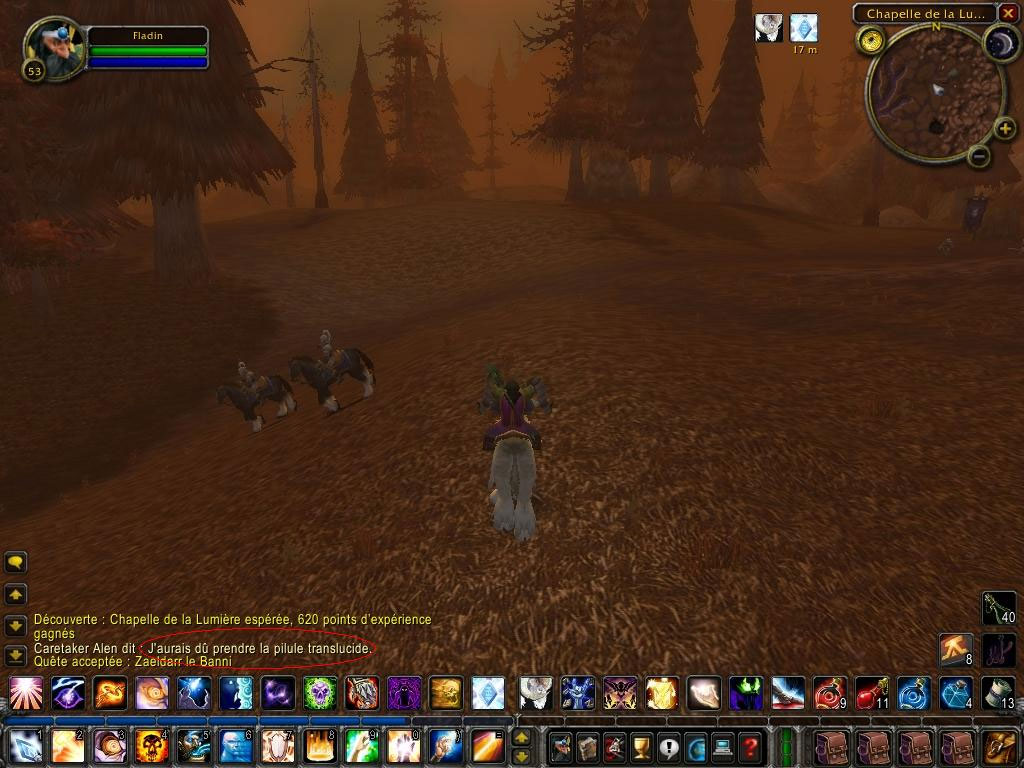 Fladin
53
17 m
Chapelle de la Lu...
N
Découverte : Chapelle de la Lumière espérée, 620 points d'expérience
gagnés
Caretaker Alen dit : J'aurais dû prendre la pilule translucide.
Quête acceptée : Zaeldarr le Banni
40
8
9
11
9
4
13
1 2 3 4 5 6 7 8 9 0 ) =